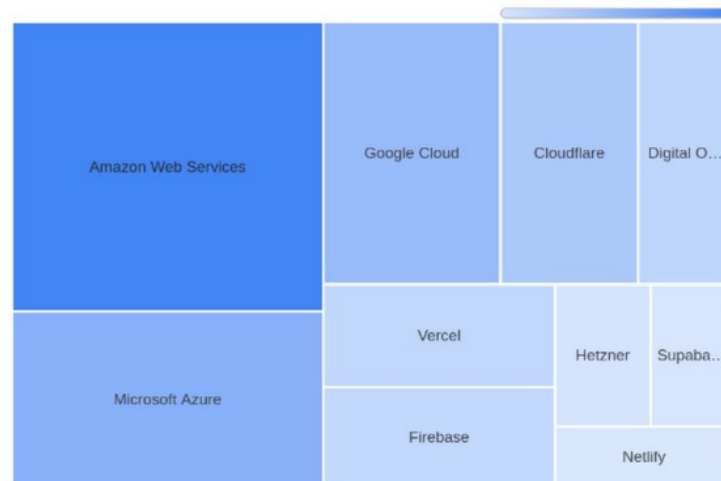 Amazon Web Services
Google Cloud
Cloudflare
Digital O...
Microsoft Azure
Vercel
Firebase
Hetzner
Supaba...
Netlify